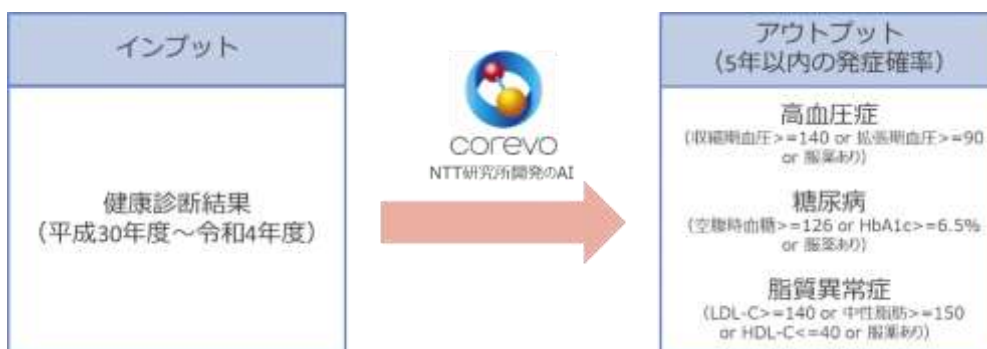 インプット
健康診断結果
（平成30年度～令和4年度）
corevo
NTT研究所開発のAI
アウトプット
（5年以内の発症確率）
高血圧症
（収縮期血圧>=140 or 拡張期血圧>=90
or 服薬あり）
糖尿病
（空腹時血糖>=126 or HbA1c>=6.5%
or 服薬あり）
脂質異常症
（LDL-C>=140 or 中性脂肪>=150
or HDL-C<=40 or 服薬あり）